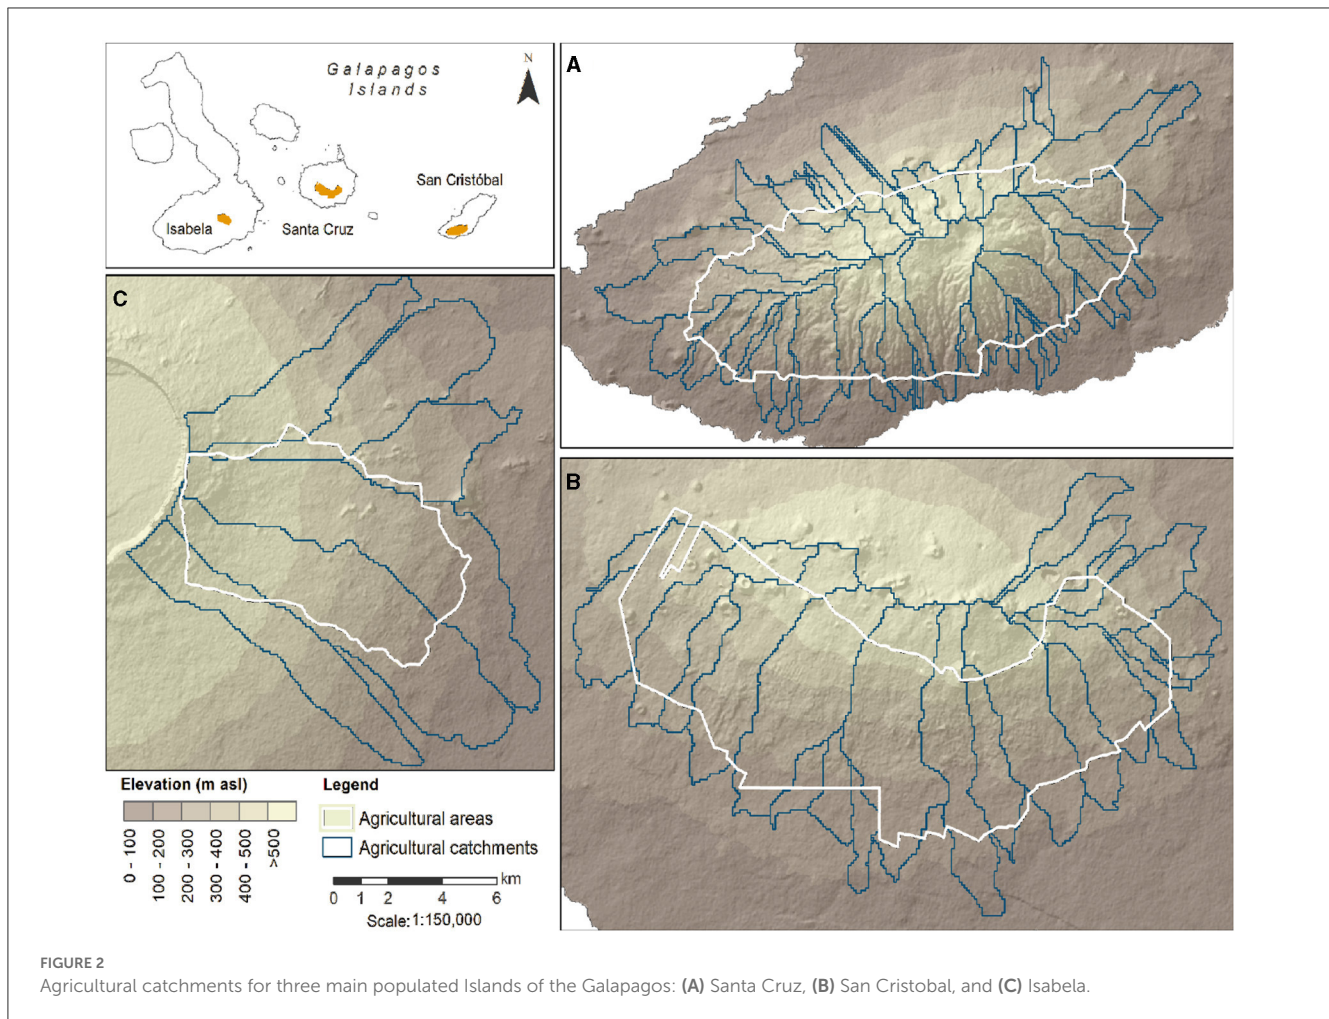 Galapagos
Islands
N
San Cristóbal
Isabela
Santa Cruz
A
C
B
Elevation (m asl)
0 - 100
100 - 200
200 - 300
300 - 400
400 - 500
>500
Legend
Agricultural areas
Agricultural catchments
km
0 1 2 4 6
Scale: 1:150,000
FIGURE 2
Agricultural catchments for three main populated Islands of the Galapagos: (A) Santa Cruz, (B) San Cristobal, and (C) Isabela.